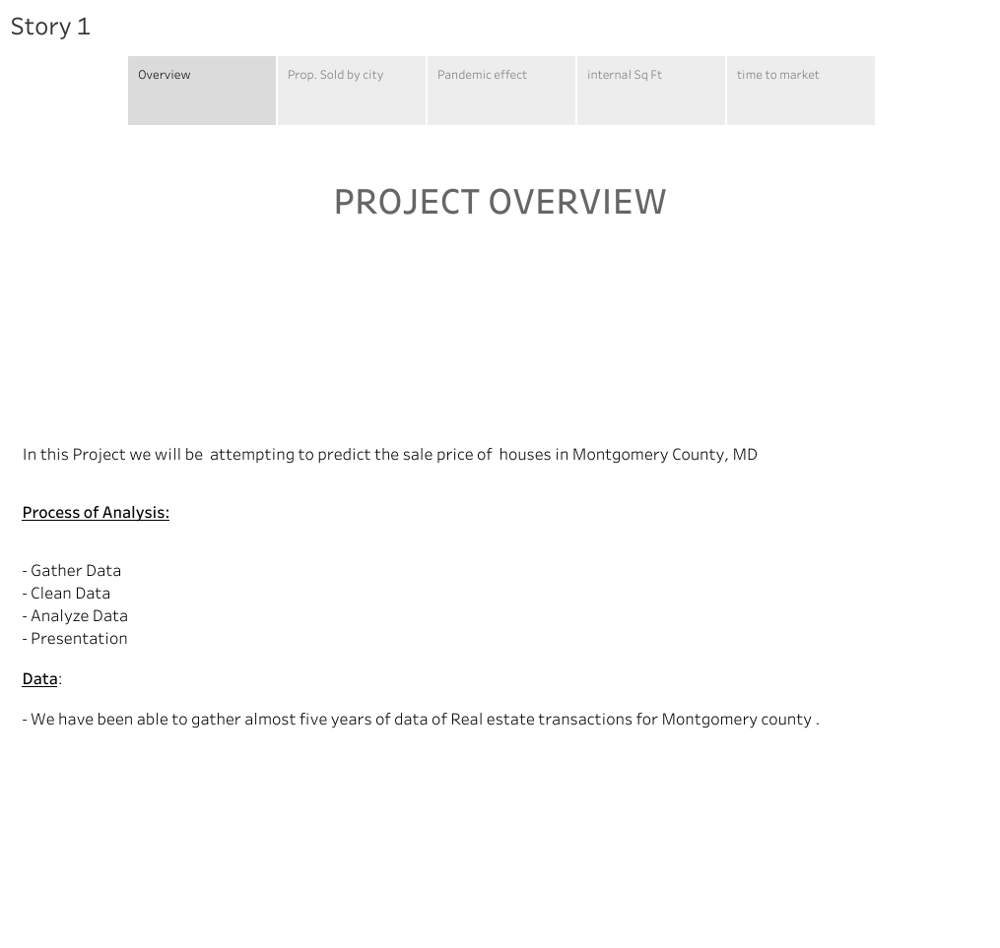 Story 1
Overview
Prop. Sold by city
Pandemic effect
internal Sq Ft
time to market
PROJECT OVERVIEW
In this Project we will be  attempting to predict the sale price of  houses in Montgomery County, MD
Process of Analysis:
- Gather Data
- Clean Data
- Analyze Data
- Presentation
Data:
- We have been able to gather almost five years of data of Real estate transactions for Montgomery county .